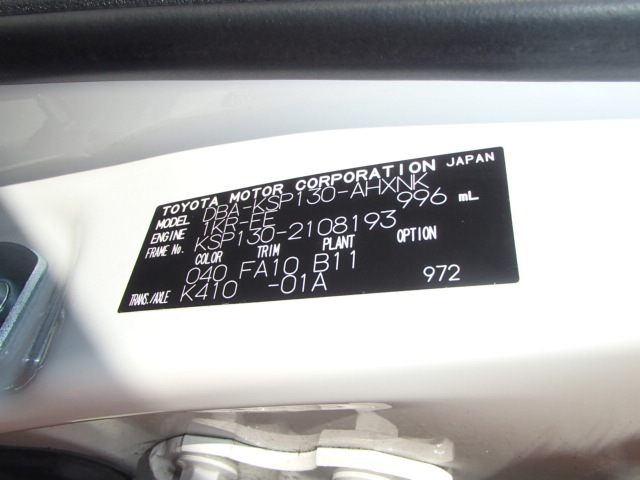 TOYOTA MOTOR CORPORATION JAPAN
MODEL DBA-KSP130-AHXNK
ENGINE 1KR-FE 996 mL
FRAME No. KSP130-2108193
COLOR TRIM PLANT OPTION
040 FA10 B11
TRANS./AXLE K410 -01A 972